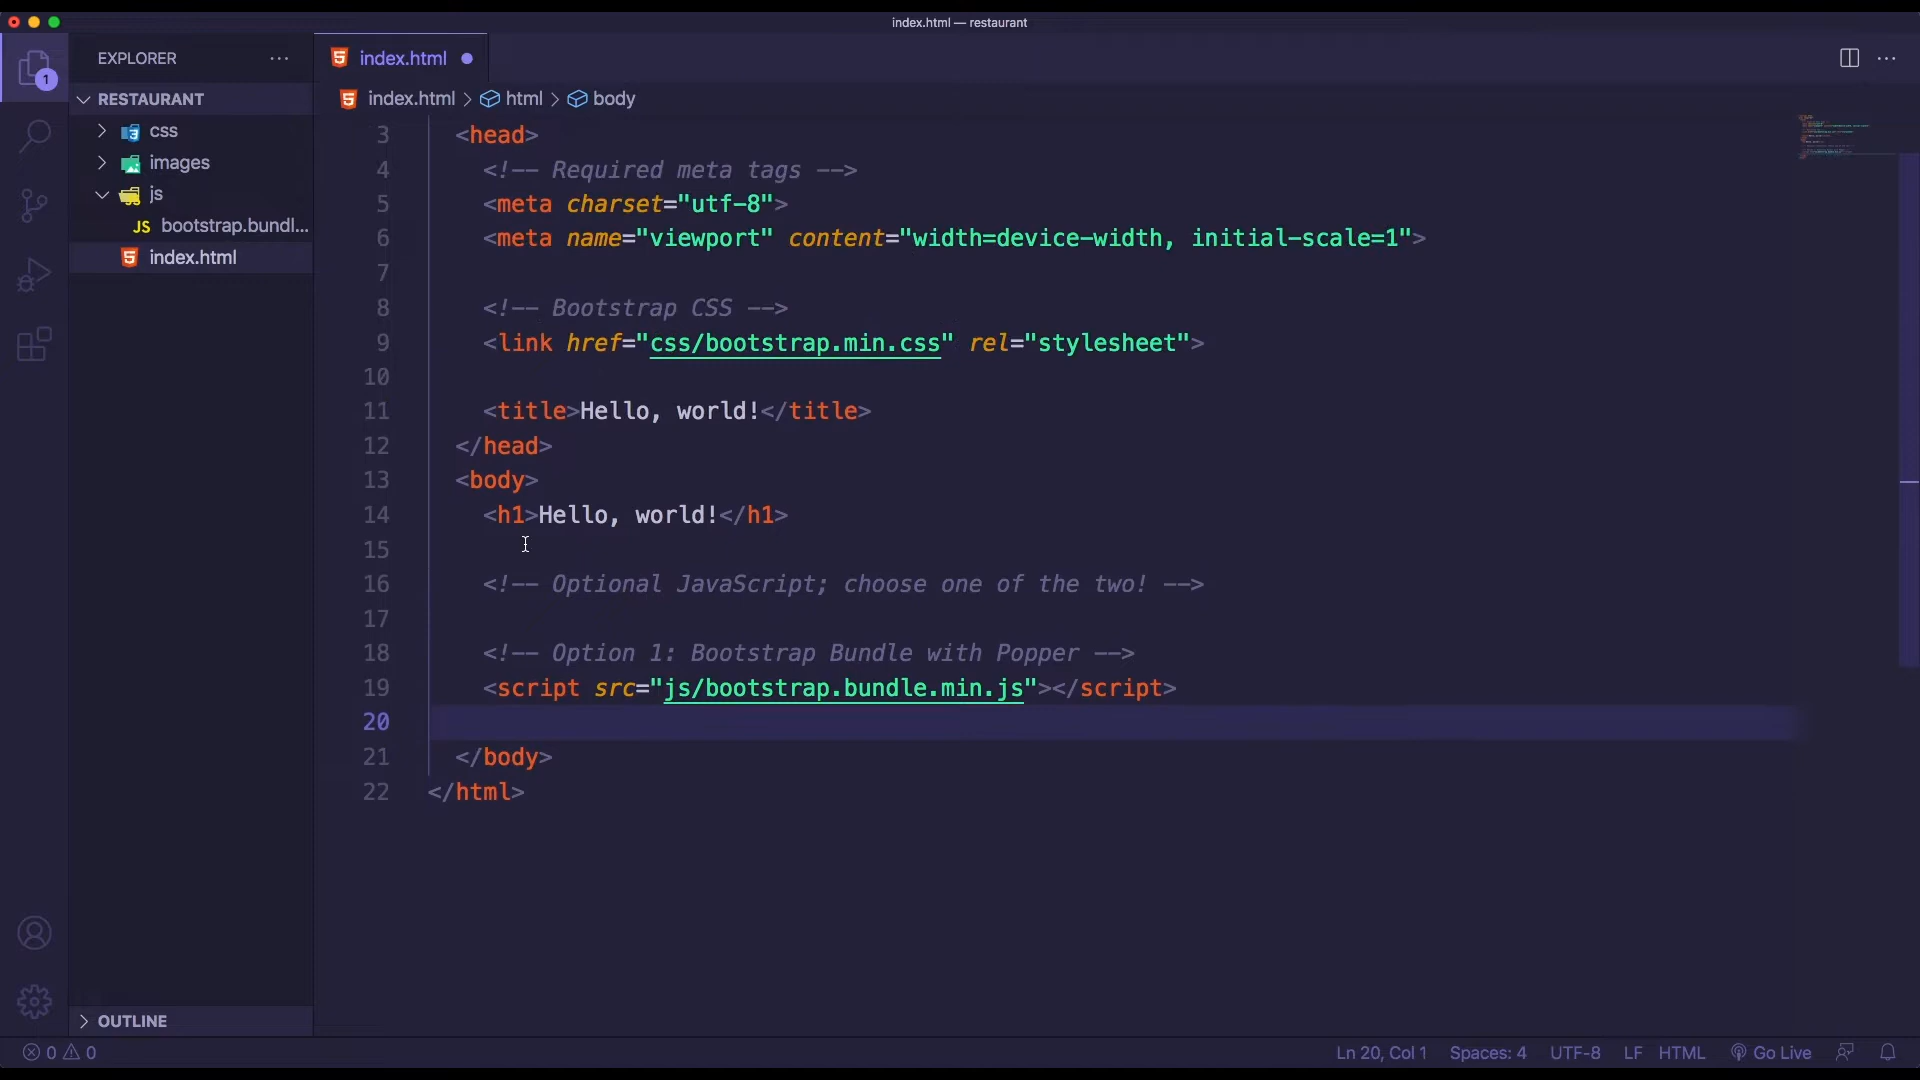 index.html — restaurant
EXPLORER
index.html
RESTAURANT
index.html > html > body
css
images
js
JS bootstrap.bundl...
index.html
1
3 <head>
4 <!-- Required meta tags -->
5 <meta charset="utf-8">
6 <meta name="viewport" content="width=device-width, initial-scale=1">
7
8 <!-- Bootstrap CSS -->
9 <link href="css/bootstrap.min.css" rel="stylesheet">
10
11 <title>Hello, world!</title>
12 </head>
13 <body>
14 <h1>Hello, world!</h1>
15
16 <!-- Optional JavaScript; choose one of the two! -->
17
18 <!-- Option 1: Bootstrap Bundle with Popper -->
19 <script src="js/bootstrap.bundle.min.js"></script>
20
21 </body>
22 </html>
OUTLINE
0 0
Ln 20, Col 1 Spaces: 4 UTF-8 LF HTML Go Live